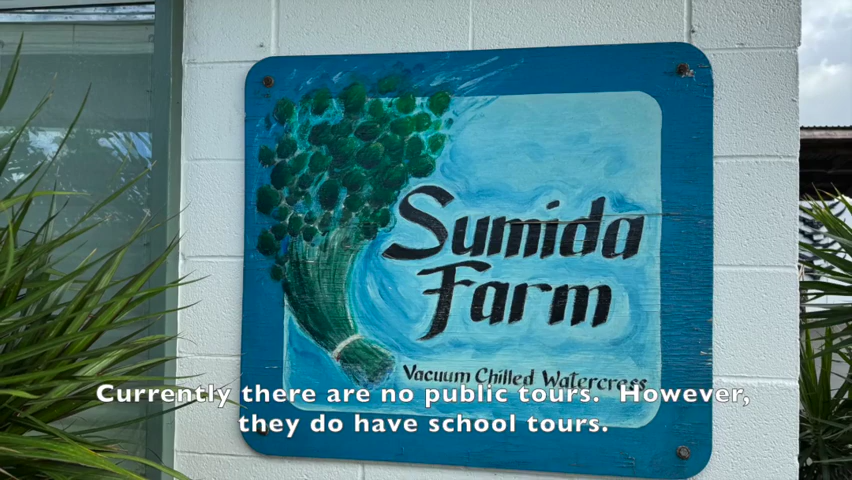 Sumida
Farm
Vacuum Chilled Watercress
Currently there are no public tours.  However,
they do have school tours.